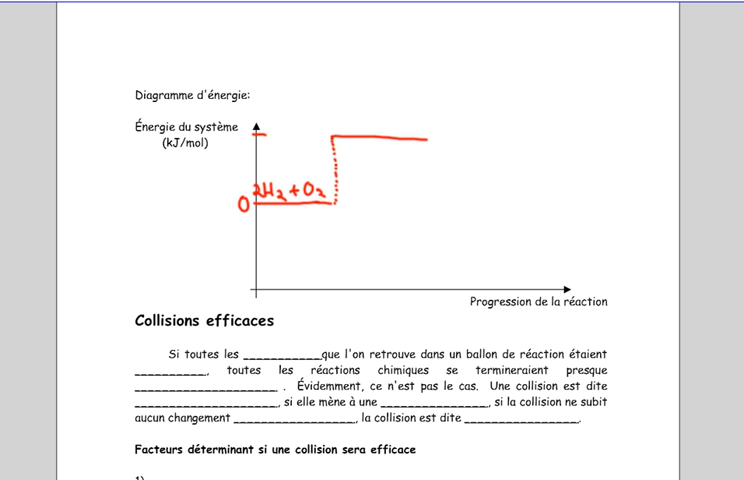 Diagramme d'énergie:
Énergie du système
(kJ/mol)
2H2 + O2
0
Progression de la réaction
Collisions efficaces
Si toutes les ___________que l'on retrouve dans un ballon de réaction étaient
__________, toutes les réactions chimiques se termineraient presque
____________________ . Évidemment, ce n'est pas le cas. Une collision est dite
____________________, si elle mène à une _______________, si la collision ne subit
aucun changement _________________, la collision est dite ________________.
Facteurs déterminant si une collision sera efficace
1)